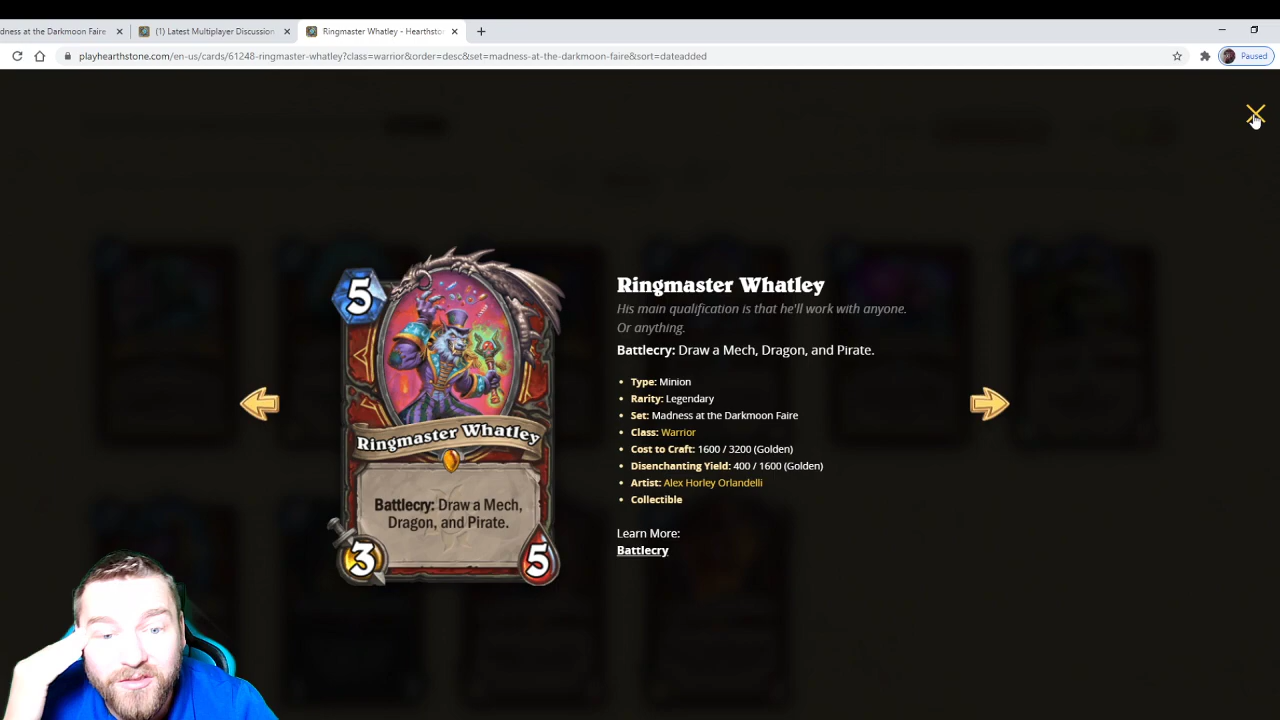 dness at the Darkmoon Faire
(1) Latest Multiplayer Discussion
Ringmaster Whatley - Hearthsto
playhearthstone.com/en-us/cards/61248-ringmaster-whatley?class=warrior&order=desc&set=madness-at-the-darkmoon-faire&sort=dateadded
Paused
5
Ringmaster Whatley
Battlecry: Draw a Mech,
Dragon, and Pirate.
3
5
Ringmaster Whatley
His main qualification is that he'll work with anyone.
Or anything.
Battlecry: Draw a Mech, Dragon, and Pirate.
Type: Minion
Rarity: Legendary
Set: Madness at the Darkmoon Faire
Class: Warrior
Cost to Craft: 1600 / 3200 (Golden)
Disenchanting Yield: 400 / 1600 (Golden)
Artist: Alex Horley Orlandelli
Collectible
Learn More:
Battlecry